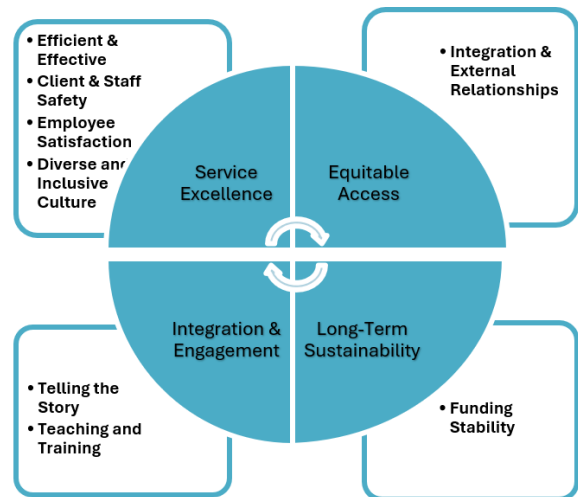 • Efficient &
Effective
• Client & Staff
Safety
• Employee
Satisfaction
• Diverse and
Inclusive
Culture
• Integration &
External
Relationships
Service
Excellence
Equitable
Access
Integration &
Engagement
Long-Term
Sustainability
• Telling the
Story
• Teaching and
Training
• Funding
Stability